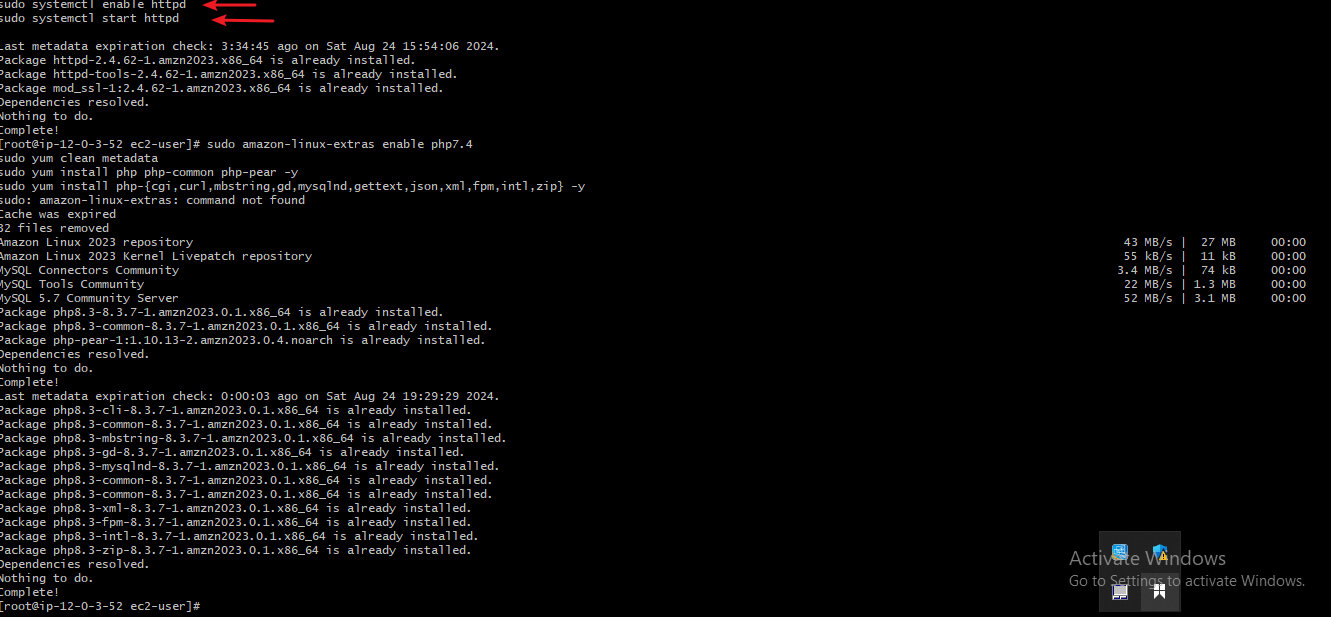 sudo systemctl enable httpd
sudo systemctl start httpd
Last metadata expiration check: 3:34:45 ago on Sat Aug 24 15:54:06 2024.
Package httpd-2.4.62-1.amzn2023.x86_64 is already installed.
Package httpd-tools-2.4.62-1.amzn2023.x86_64 is already installed.
Package mod_ssl-1:2.4.62-1.amzn2023.x86_64 is already installed.
Dependencies resolved.
Nothing to do.
Complete!
[root@ip-12-0-3-52 ec2-user]# sudo amazon-linux-extras enable php7.4
sudo yum clean metadata
sudo yum install php php-common php-pear -y
sudo yum install php-{cgi,curl,mbstring,gd,mysqlnd,gettext,json,xml,fpm,intl,zip} -y
sudo: amazon-linux-extras: command not found
Cache was expired
32 files removed
Amazon Linux 2023 repository 43 MB/s | 27 MB 00:00
Amazon Linux 2023 Kernel Livepatch repository 55 kB/s | 11 kB 00:00
MySQL Connectors Community 3.4 MB/s | 74 kB 00:00
MySQL Tools Community 22 MB/s | 1.3 MB 00:00
MySQL 5.7 Community Server 52 MB/s | 3.1 MB 00:00
Package php8.3-8.3.7-1.amzn2023.0.1.x86_64 is already installed.
Package php8.3-common-8.3.7-1.amzn2023.0.1.x86_64 is already installed.
Package php-pear-1:1.10.13-2.amzn2023.0.4.noarch is already installed.
Dependencies resolved.
Nothing to do.
Complete!
Last metadata expiration check: 0:00:03 ago on Sat Aug 24 19:29:29 2024.
Package php8.3-cli-8.3.7-1.amzn2023.0.1.x86_64 is already installed.
Package php8.3-common-8.3.7-1.amzn2023.0.1.x86_64 is already installed.
Package php8.3-mbstring-8.3.7-1.amzn2023.0.1.x86_64 is already installed.
Package php8.3-gd-8.3.7-1.amzn2023.0.1.x86_64 is already installed.
Package php8.3-mysqlnd-8.3.7-1.amzn2023.0.1.x86_64 is already installed.
Package php8.3-common-8.3.7-1.amzn2023.0.1.x86_64 is already installed.
Package php8.3-common-8.3.7-1.amzn2023.0.1.x86_64 is already installed.
Package php8.3-xml-8.3.7-1.amzn2023.0.1.x86_64 is already installed.
Package php8.3-fpm-8.3.7-1.amzn2023.0.1.x86_64 is already installed.
Package php8.3-intl-8.3.7-1.amzn2023.0.1.x86_64 is already installed.
Package php8.3-zip-8.3.7-1.amzn2023.0.1.x86_64 is already installed.
Dependencies resolved.
Nothing to do.
Complete!
[root@ip-12-0-3-52 ec2-user]#
Activate Windows
Go to Settings to activate Windows.